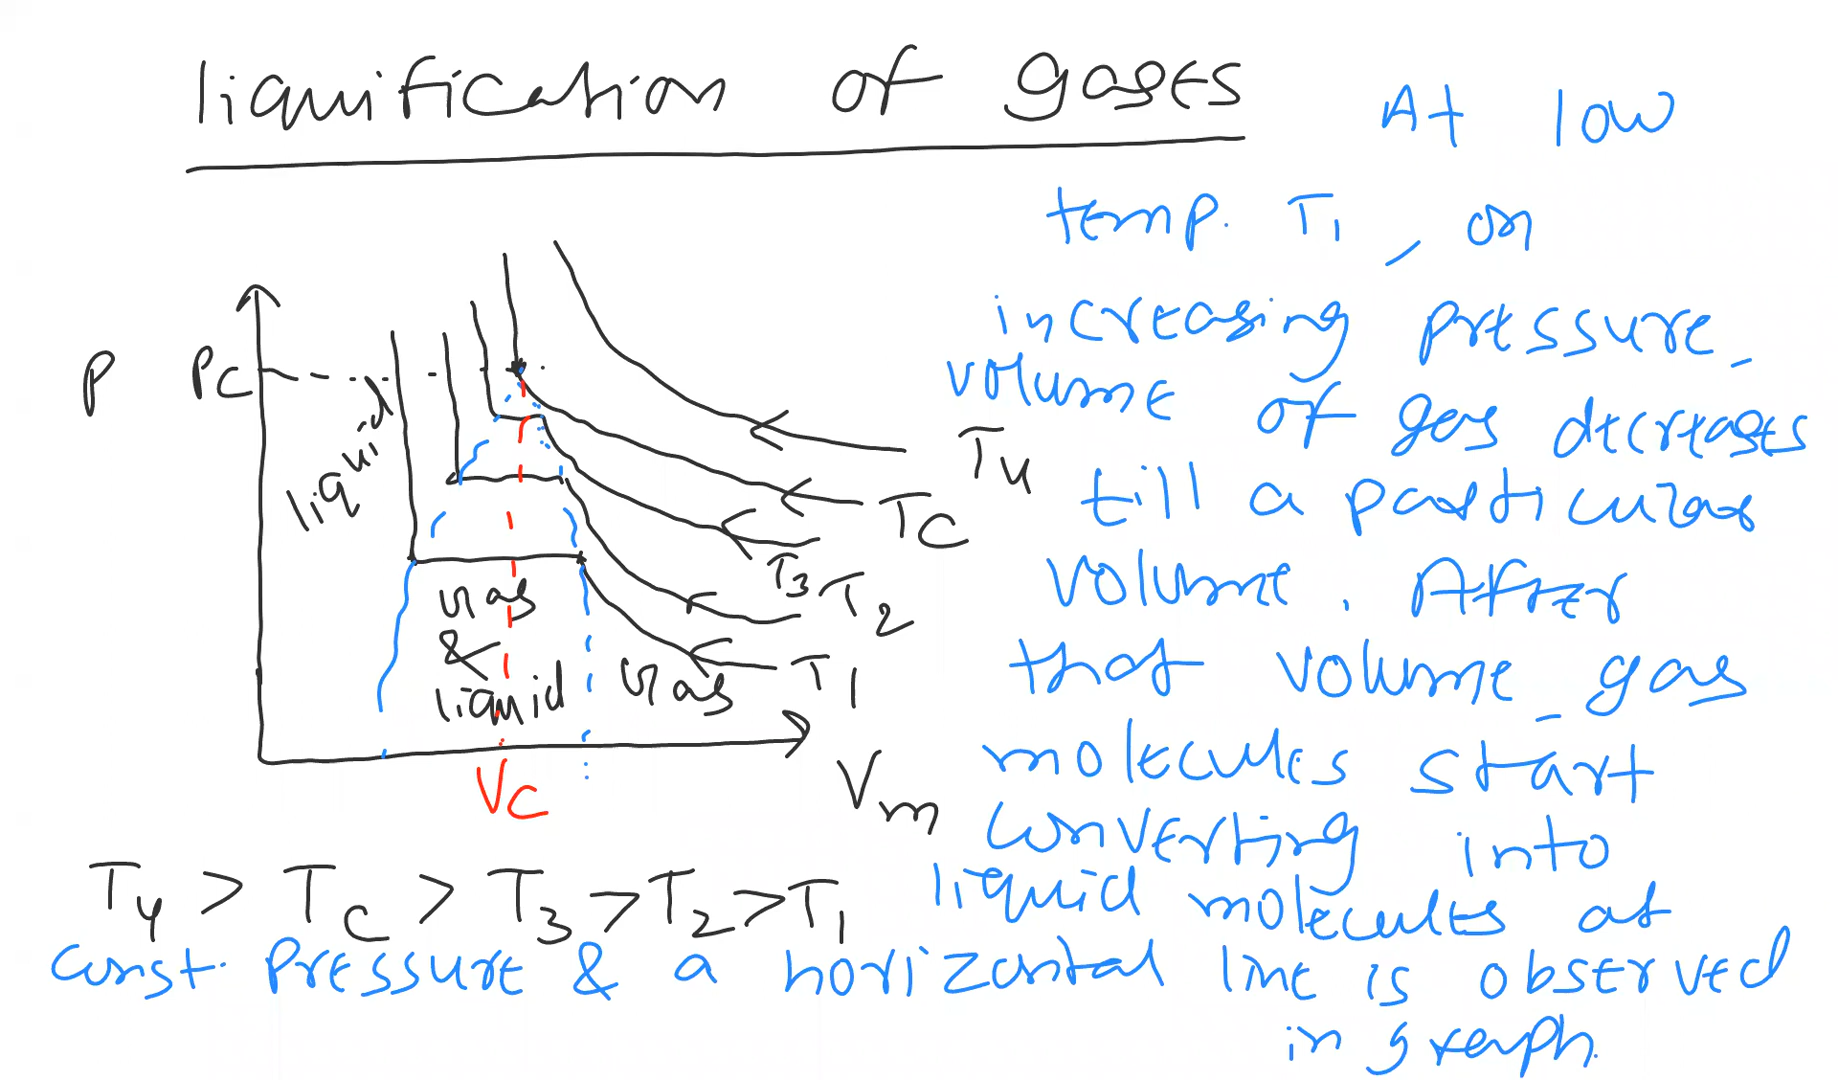 liquification of gases
P
Pc
liquid
gas
&
liquid
gas
T4
Tc
T3
T2
T1
Vc
Vm
T4 > Tc > T3 > T2 > T1
At low
temp. T1, on
increasing pressure,
volume of gas decreases
till a particular
volume. After
that volume, gas
molecules start
converting into
liquid molecules at
const. pressure & a horizontal line is observed
in graph.